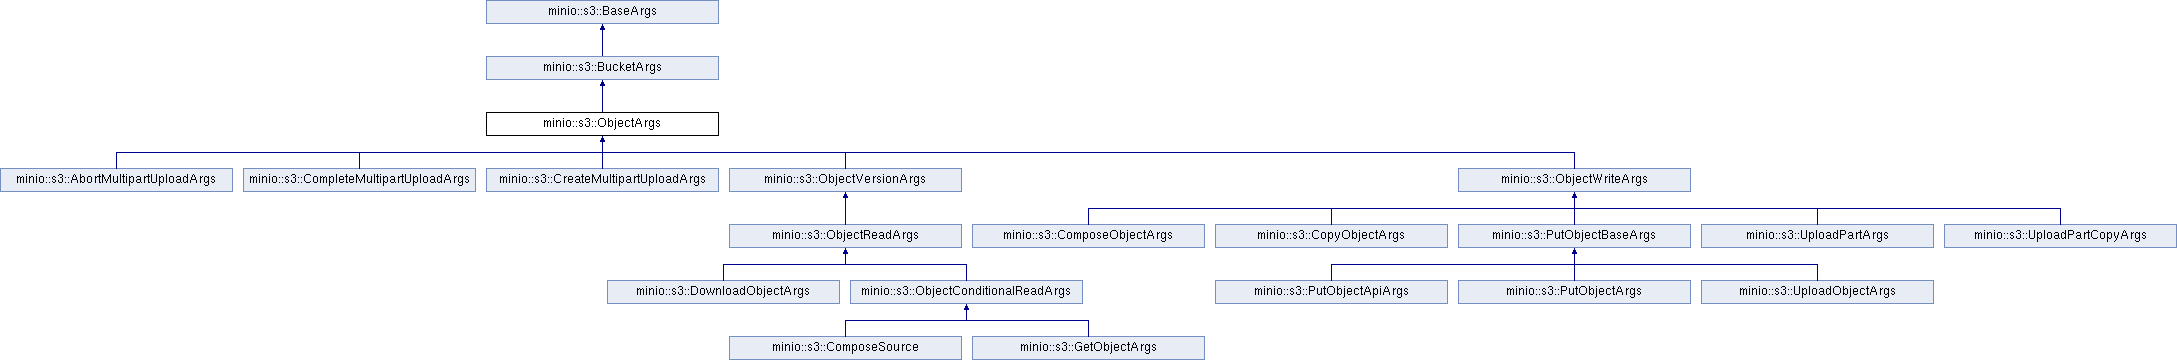 minio::s3::BaseArgs
minio::s3::BucketArgs
minio::s3::ObjectArgs
minio::s3::AbortMultipartUploadArgs
minio::s3::CompleteMultipartUploadArgs
minio::s3::CreateMultipartUploadArgs
minio::s3::ObjectVersionArgs
minio::s3::ObjectWriteArgs
minio::s3::ObjectReadArgs
minio::s3::ComposeObjectArgs
minio::s3::CopyObjectArgs
minio::s3::PutObjectBaseArgs
minio::s3::UploadPartArgs
minio::s3::UploadPartCopyArgs
minio::s3::DownloadObjectArgs
minio::s3::ObjectConditionalReadArgs
minio::s3::PutObjectApiArgs
minio::s3::PutObjectArgs
minio::s3::UploadObjectArgs
minio::s3::ComposeSource
minio::s3::GetObjectArgs